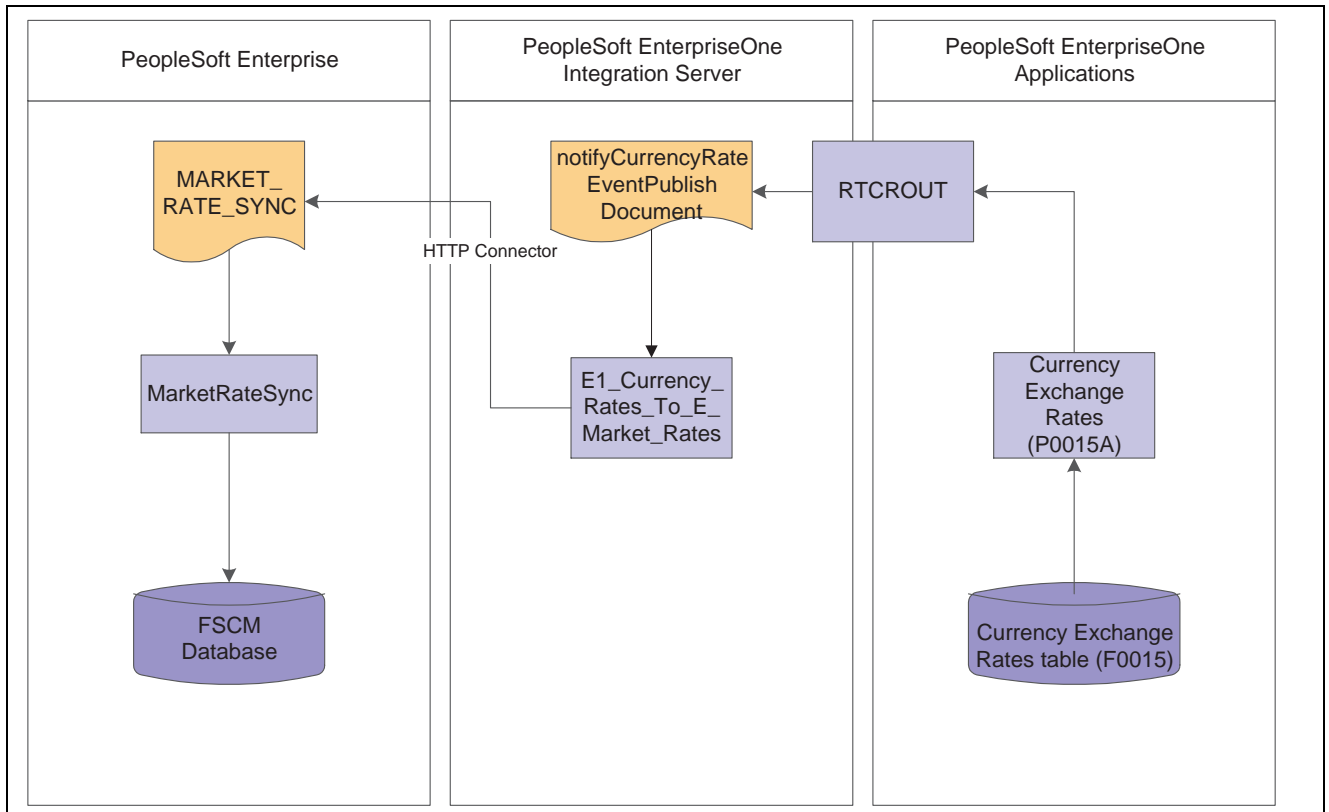 PeopleSoft Enterprise
PeopleSoft EnterpriseOne
Integration Server
PeopleSoft EnterpriseOne
Applications
MARKET_
RATE_SYNC
notifyCurrencyRate
EventPublish
Document
RTCROUT
HTTP Connector
MarketRateSync
E1_Currency_
Rates_To_E_
Market_Rates
Currency
Exchange
Rates
(P0015A)
FSCM
Database
Currency Exchange
Rates table (F0015)